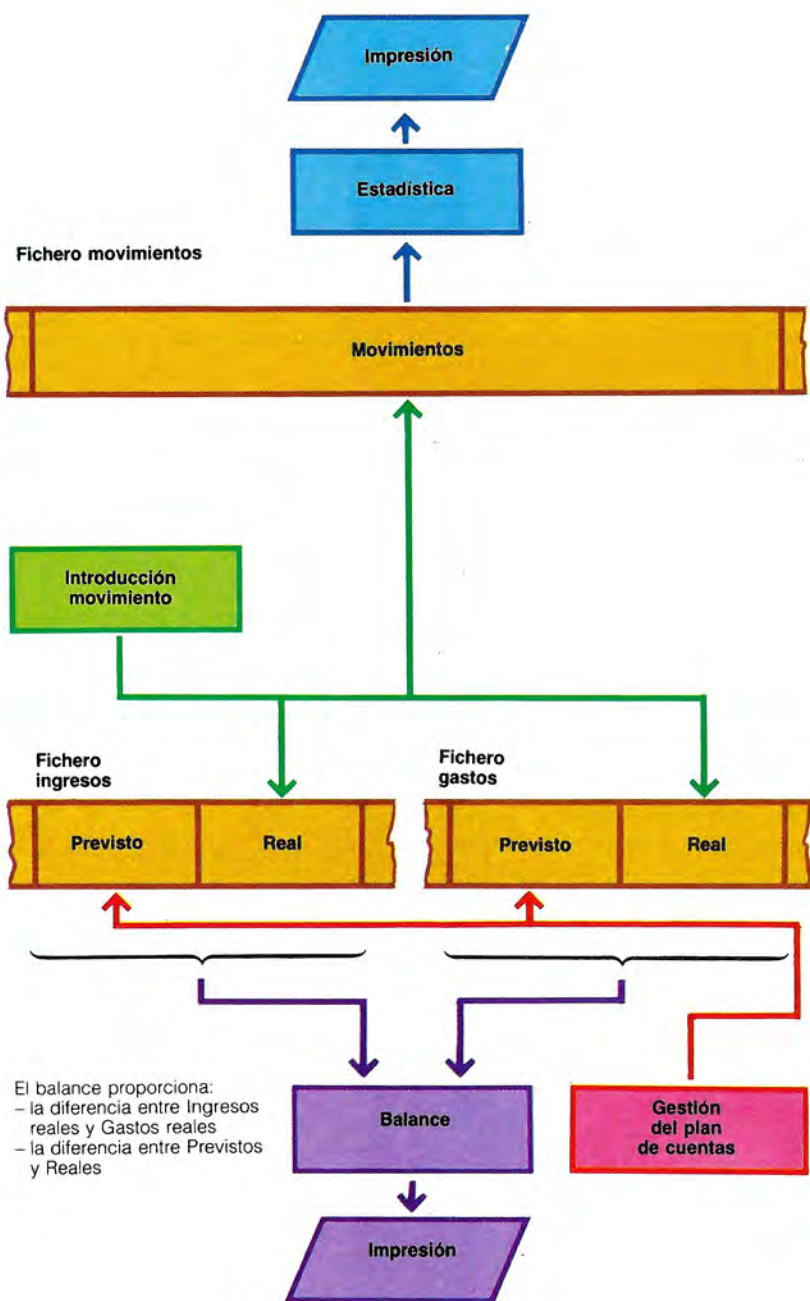 Impresión
Estadística
Fichero movimientos
Movimientos
Introducción
movimiento
Fichero
ingresos
Fichero
gastos
Previsto
Real
Previsto
Real
El balance proporciona:
– la diferencia entre Ingresos
reales y Gastos reales
– la diferencia entre Previstos
y Reales
Balance
Gestión
del plan
de cuentas
Impresión